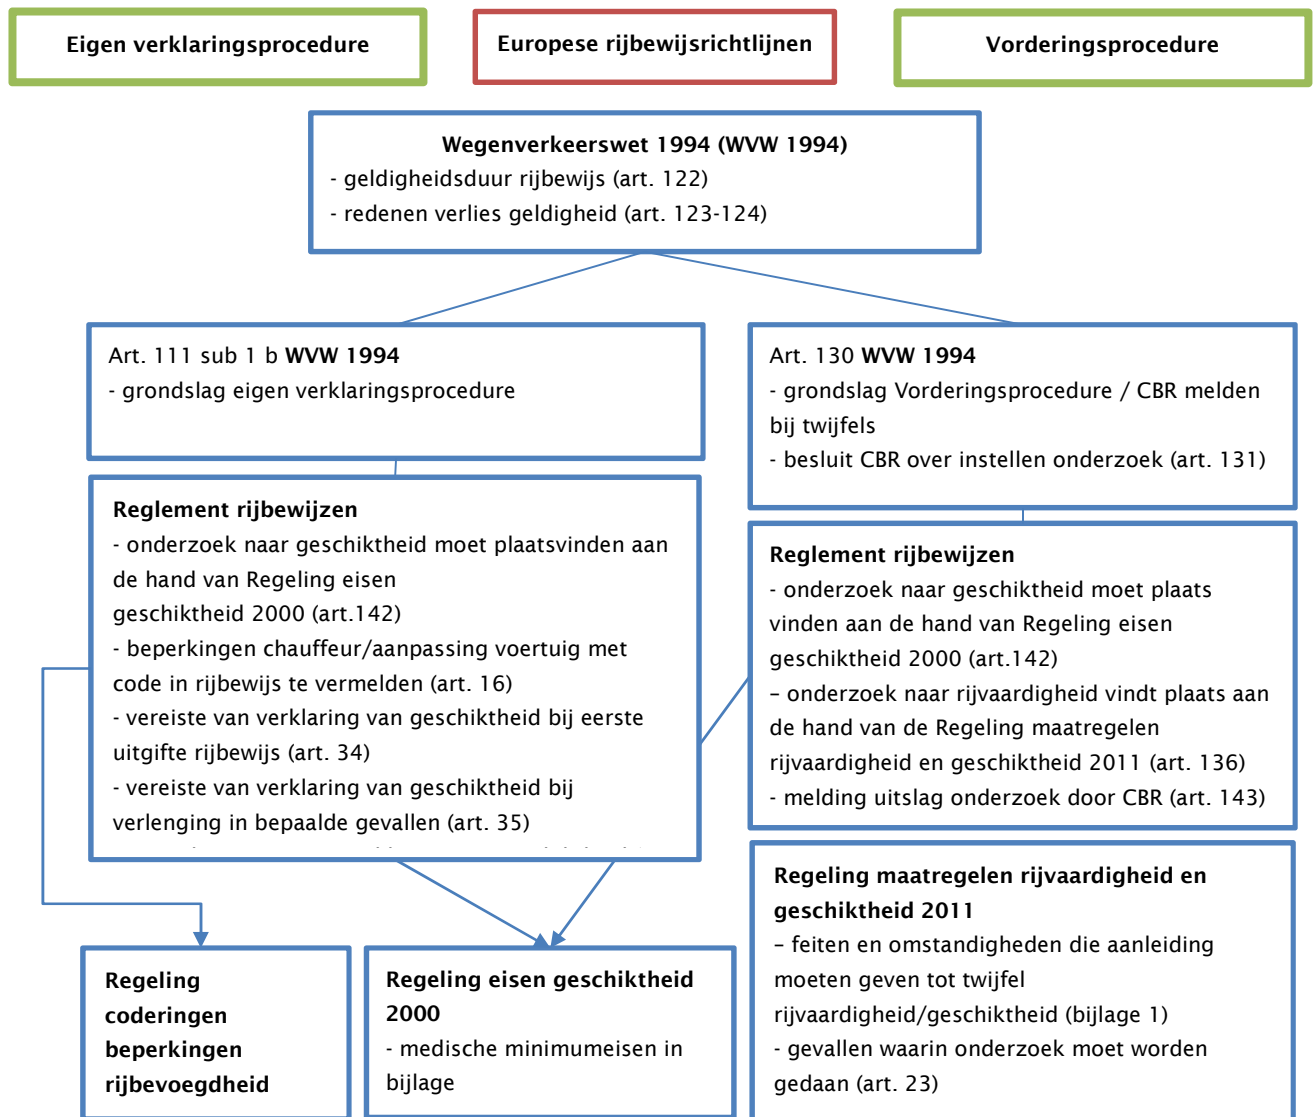 Eigen verklaringsprocedure
Europese rijbewijsrichtlijnen
Vorderingsprocedure
Wegenverkeerswet 1994 (WVW 1994)
- geldigheidsduur rijbewijs (art. 122)
- redenen verlies geldigheid (art. 123-124)
Art. 111 sub 1 b WVW 1994
- grondslag eigen verklaringsprocedure
Art. 130 WVW 1994
- grondslag Vorderingsprocedure / CBR melden
bij twijfels
- besluit CBR over instellen onderzoek (art. 131)
Reglement rijbewijzen
- onderzoek naar geschiktheid moet plaatsvinden aan
de hand van Regeling eisen
geschiktheid 2000 (art.142)
- beperkingen chauffeur/aanpassing voertuig met
code in rijbewijs te vermelden (art. 16)
- vereiste van verklaring van geschiktheid bij eerste
uitgifte rijbewijs (art. 34)
- vereiste van verklaring van geschiktheid bij
verlenging in bepaalde gevallen (art. 35)
Reglement rijbewijzen
- onderzoek naar geschiktheid moet plaats
vinden aan de hand van Regeling eisen
geschiktheid 2000 (art.142)
– onderzoek naar rijvaardigheid vindt plaats aan
de hand van de Regeling maatregelen
rijvaardigheid en geschiktheid 2011 (art. 136)
- melding uitslag onderzoek door CBR (art. 143)
Regeling
coderingen
beperkingen
rijbevoegdheid
Regeling eisen geschiktheid
2000
- medische minimumeisen in
bijlage
Regeling maatregelen rijvaardigheid en
geschiktheid 2011
– feiten en omstandigheden die aanleiding
moeten geven tot twijfel
rijvaardigheid/geschiktheid (bijlage 1)
- gevallen waarin onderzoek moet worden
gedaan (art. 23)